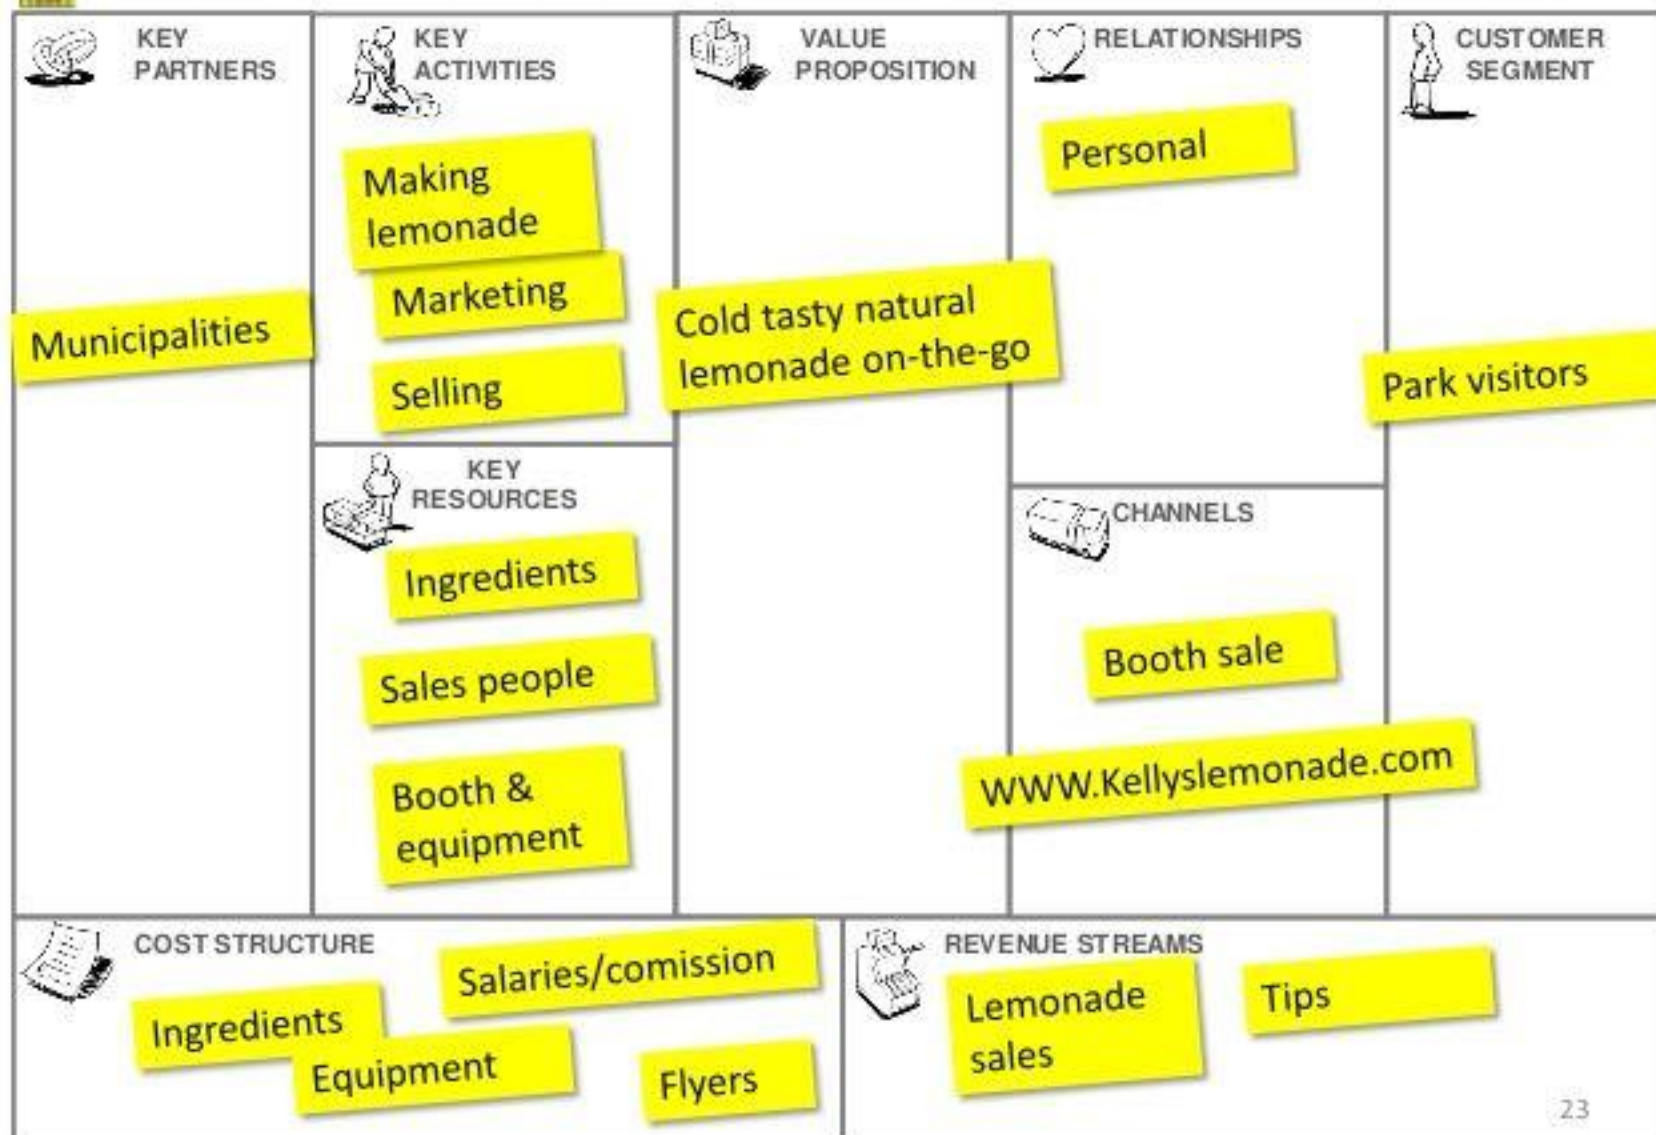 KEY
PARTNERS
Municipalities
KEY
ACTIVITIES
Making
lemonade
Marketing
Selling
KEY
RESOURCES
Ingredients
Sales people
Booth &
equipment
VALUE
PROPOSITION
Cold tasty natural
lemonade on-the-go
RELATIONSHIPS
Personal
CHANNELS
Booth sale
WWW.Kellyslemonade.com
CUSTOMER
SEGMENT
Park visitors
COST STRUCTURE
Salaries/comission
Ingredients
Equipment
Flyers
REVENUE STREAMS
Lemonade
sales
Tips
23